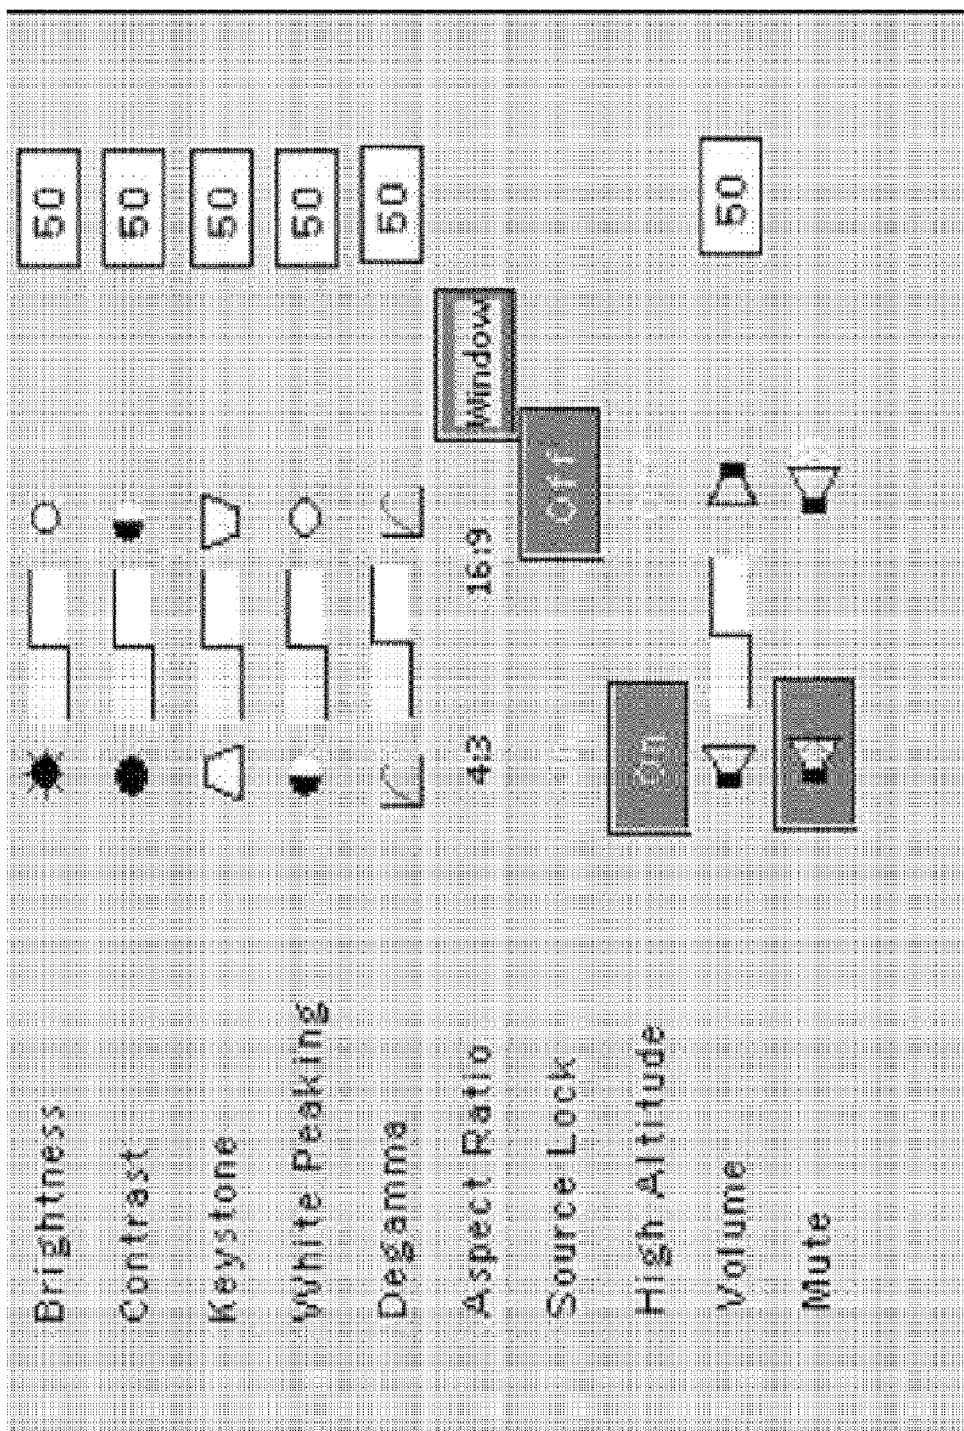 Brightness 50
Contrast 50
Keystone 50
White Peaking 50
Degamma 50
Aspect Ratio 4:3 16:9 Window
Source Lock Off
High Altitude On
Volume 50
Mute